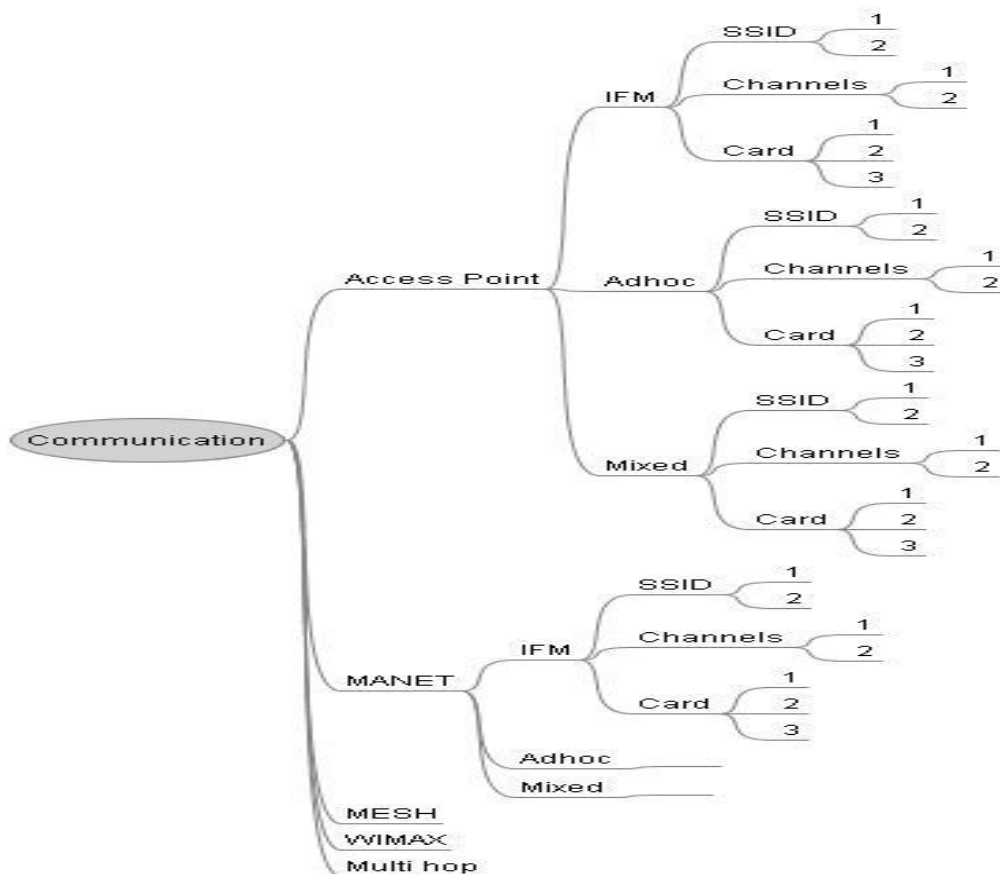 Communication
Access Point
IFM
SSID
1
2
Channels
1
2
Card
1
2
3
Adhoc
SSID
1
2
Channels
1
2
Card
1
2
3
Mixed
SSID
1
2
Channels
1
2
Card
1
2
3
MANET
IFM
SSID
1
2
Channels
1
2
Card
1
2
3
Adhoc
Mixed
MESH
WIMAX
Multi hop